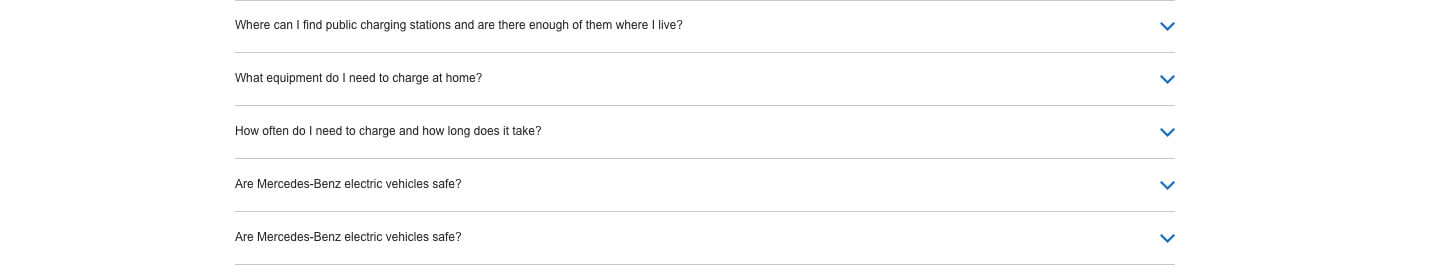 Where can I find public charging stations and are there enough of them where I live?
What equipment do I need to charge at home?
How often do I need to charge and how long does it take?
Are Mercedes-Benz electric vehicles safe?
Are Mercedes-Benz electric vehicles safe?